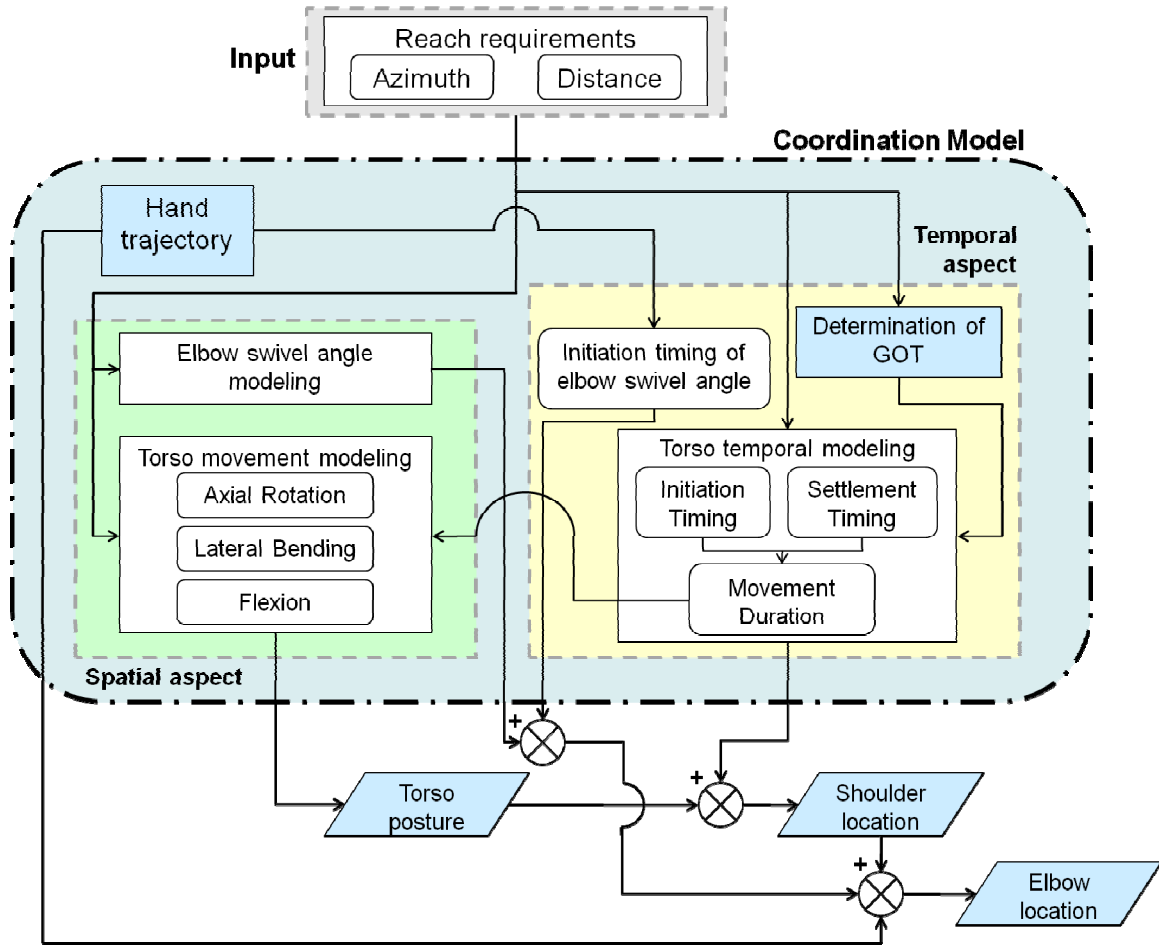 Input
Reach requirements
Azimuth
Distance
Coordination Model
Hand
trajectory
Temporal
aspect
Elbow swivel angle
modeling
Initiation timing of
elbow swivel angle
Determination of
GOT
Torso movement modeling
Axial Rotation
Lateral Bending
Flexion
Torso temporal modeling
Initiation
Timing
Settlement
Timing
Movement
Duration
Spatial aspect
+
+
Torso
posture
Shoulder
location
+
Elbow
location